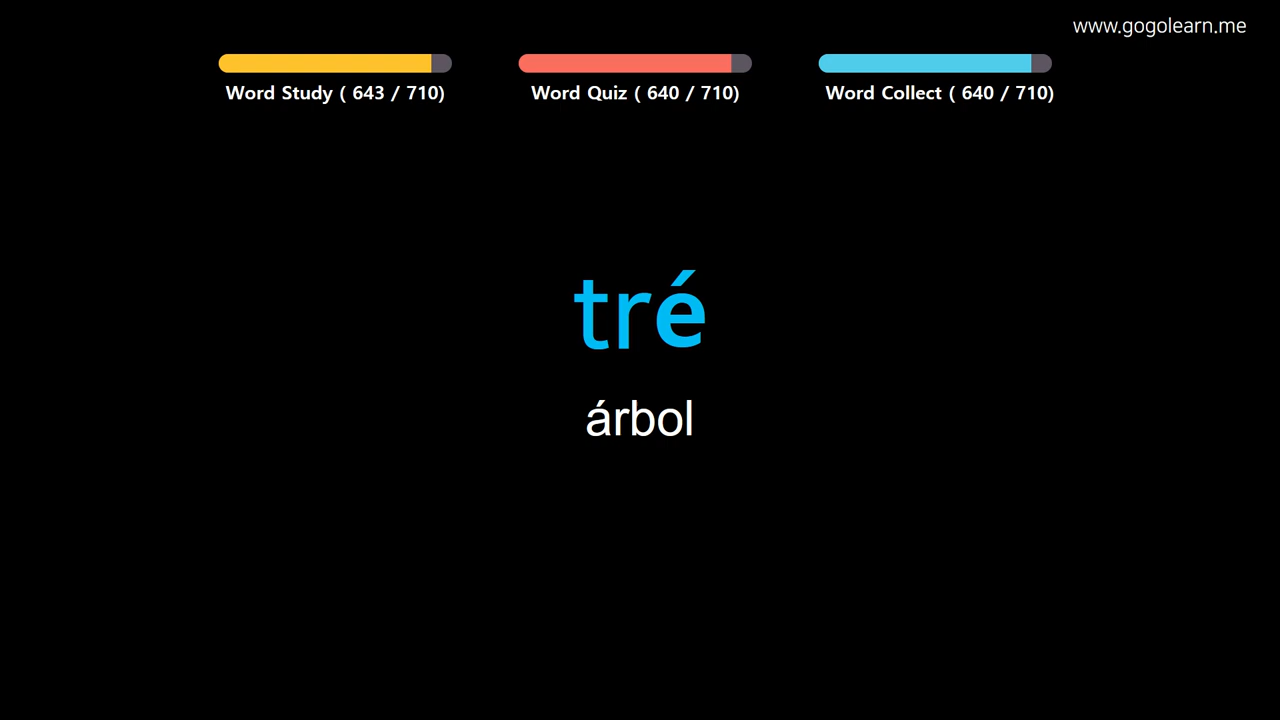 www.gogolearn.me
Word Study ( 643 / 710)
Word Quiz ( 640 / 710)
Word Collect ( 640 / 710)
tré
árbol